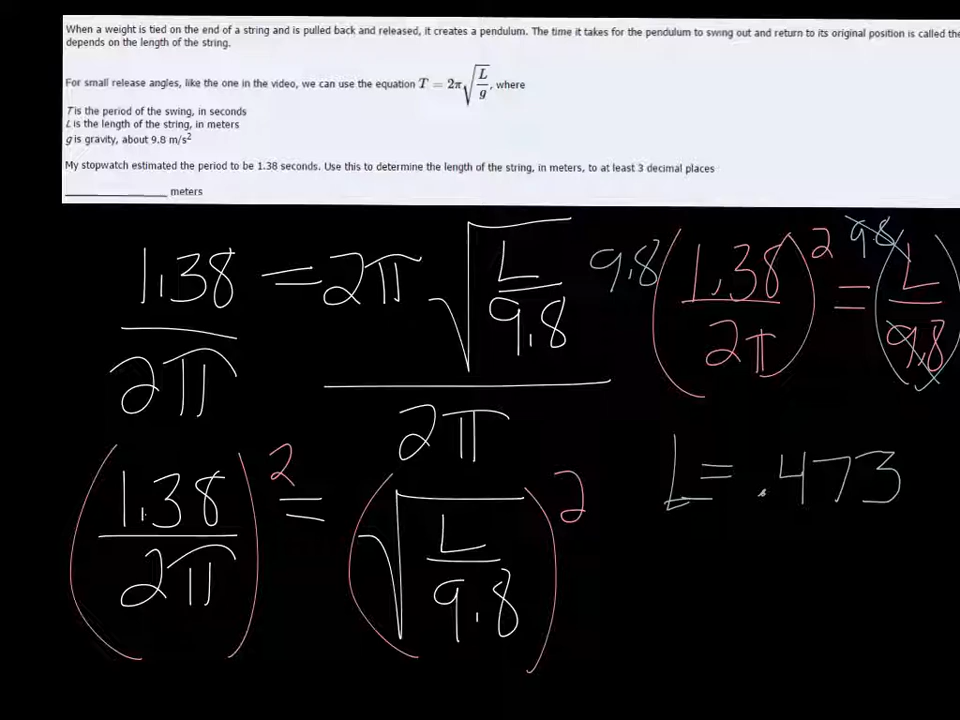 When a weight is tied on the end of a string and is pulled back and released, it creates a pendulum. The time it takes for the pendulum to swing out and return to its original position is called the
depends on the length of the string.
For small release angles, like the one in the video, we can use the equation T = 2π√(L/g), where
T is the period of the swing, in seconds
L is the length of the string, in meters
g is gravity, about 9.8 m/s²
My stopwatch estimated the period to be 1.38 seconds. Use this to determine the length of the string, in meters, to at least 3 decimal places
____________ meters
1.38/2π = 2π√(L/9.8)/2π
(1.38/2π)² = (√(L/9.8))²
9.8(1.38/2π)² = 9.8(L/9.8)
L = .473